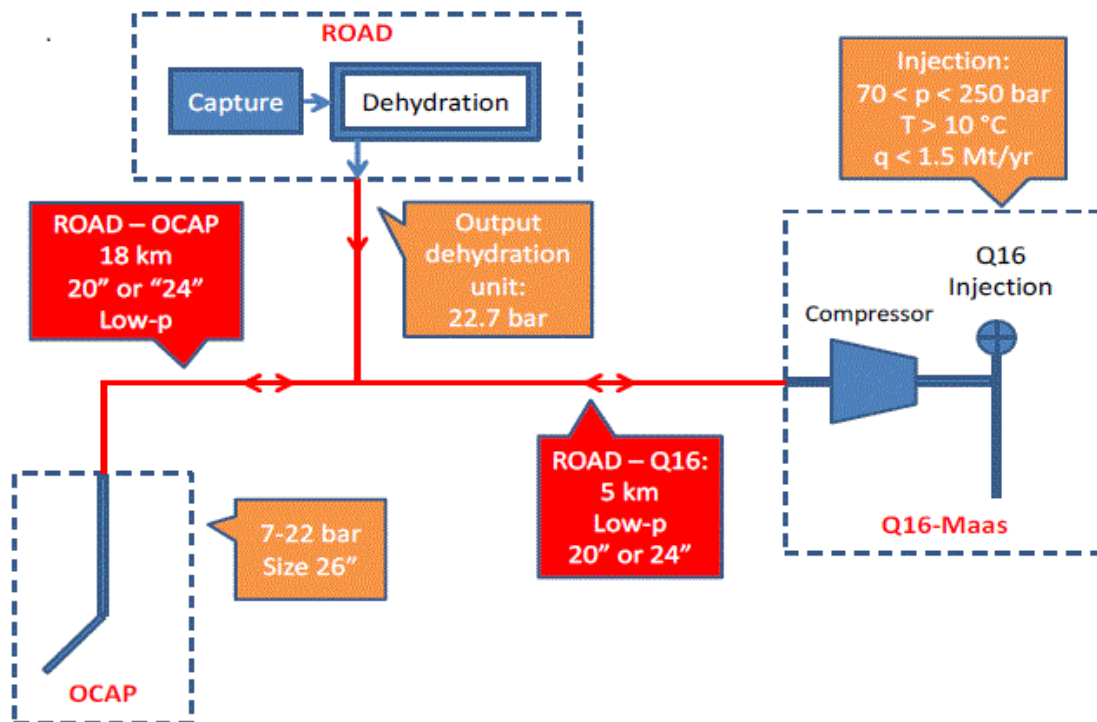 ROAD
Capture
Dehydration
Injection:
70 < p < 250 bar
T > 10 °C
q < 1.5 Mt/yr
ROAD – OCAP
18 km
20” or “24”
Low-p
Output
dehydration
unit:
22.7 bar
Q16
Injection
Compressor
ROAD – Q16:
5 km
Low-p
20” or 24”
Q16-Maas
7-22 bar
Size 26”
OCAP